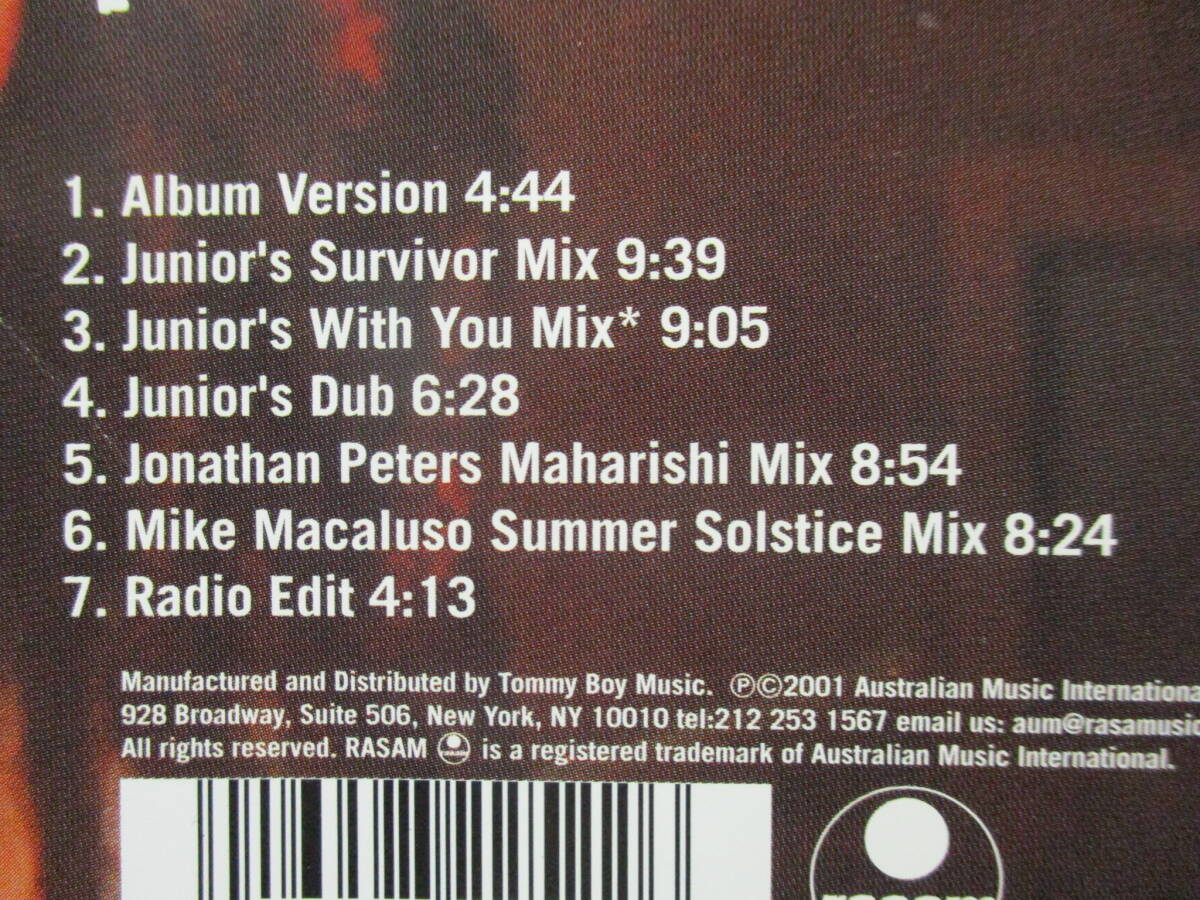 1. Album Version 4:44
2. Junior's Survivor Mix 9:39
3. Junior's With You Mix* 9:05
4. Junior's Dub 6:28
5. Jonathan Peters Maharishi Mix 8:54
6. Mike Macaluso Summer Solstice Mix 8:24
7. Radio Edit 4:13
Manufactured and Distributed by Tommy Boy Music. ℗©2001 Australian Music Internationa
928 Broadway, Suite 506, New York, NY 10010 tel:212 253 1567 email us: aum@rasamusic
All rights reserved. RASAM is a registered trademark of Australian Music International.
rasam